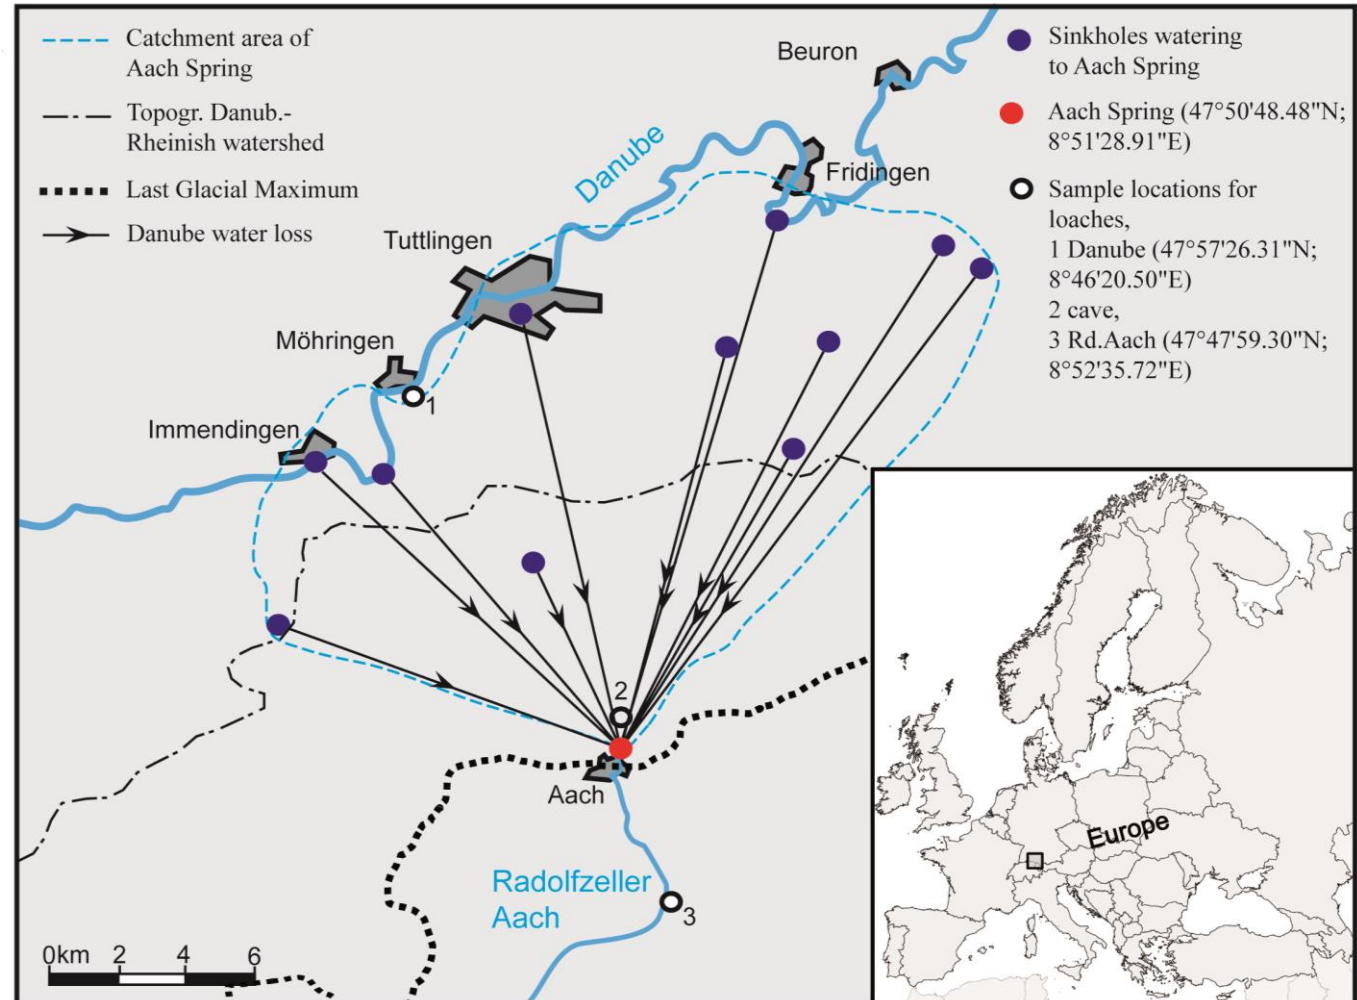 Catchment area of
Aach Spring
Topogr. Danub.-
Rheinish watershed
Last Glacial Maximum
Danube water loss
Beuron
Danube
Fridingen
Tuttlingen
Möhringen
1
Immendingen
2
Aach
Radolfzeller
Aach
3
0km 2 4 6
Sinkholes watering
to Aach Spring
Aach Spring (47°50'48.48"N;
8°51'28.91"E)
Sample locations for
loaches,
1 Danube (47°57'26.31"N;
8°46'20.50"E)
2 cave,
3 Rd.Aach (47°47'59.30"N;
8°52'35.72"E)
Europe